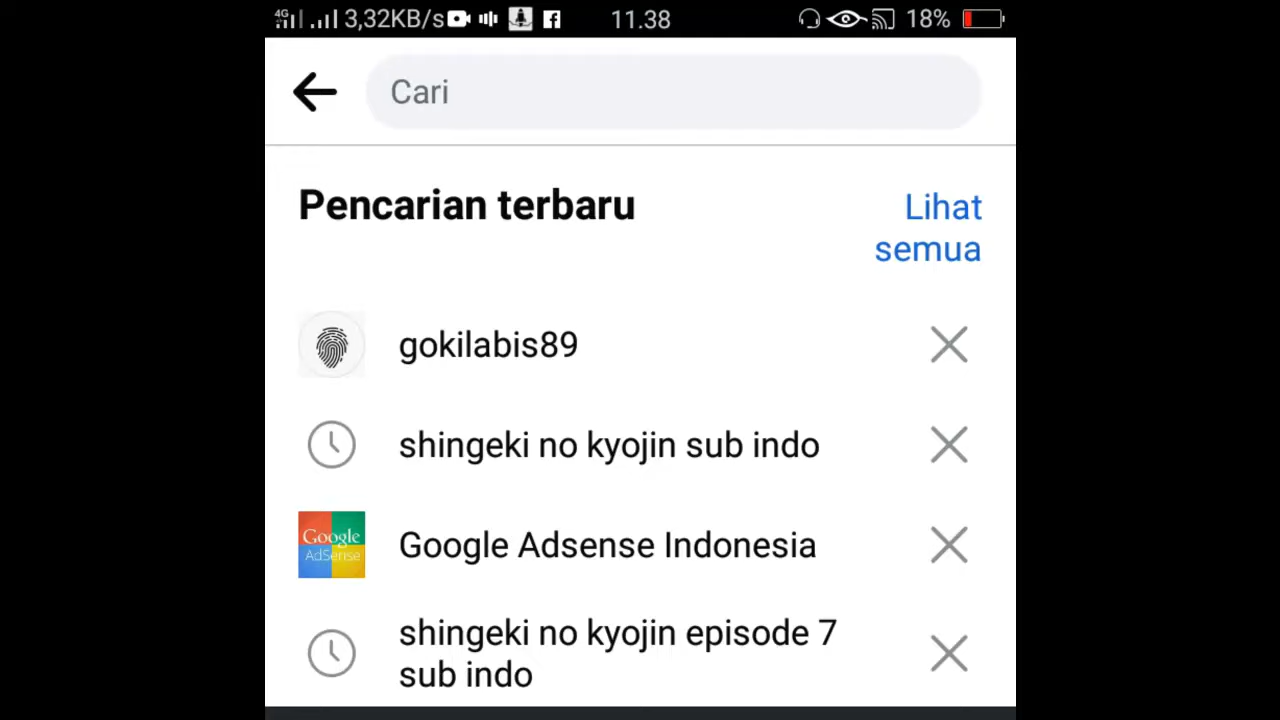 4G 3,32KB/s 11.38 18%
Cari
Pencarian terbaru
Lihat
semua
gokilabis89
shingeki no kyojin sub indo
Google
AdSense
Google Adsense Indonesia
shingeki no kyojin episode 7
sub indo